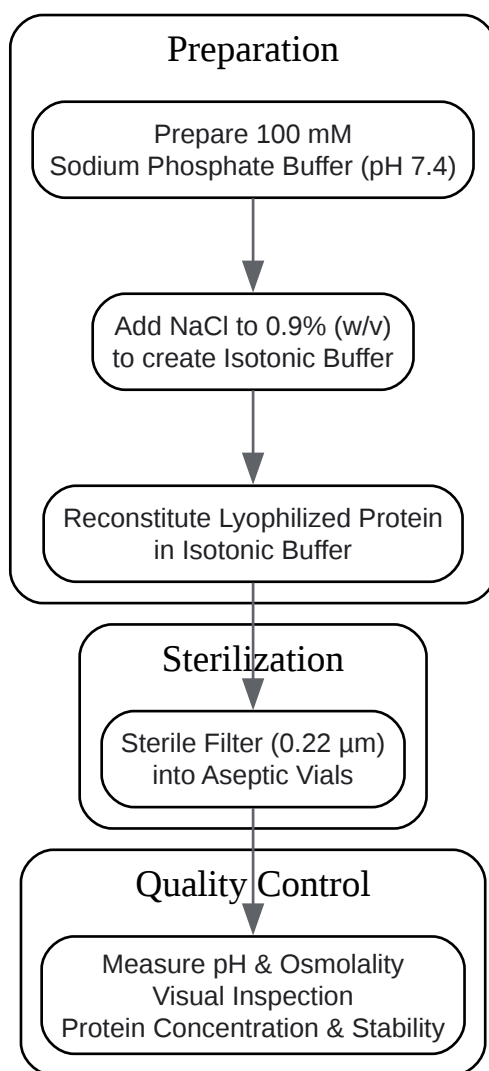 Preparation
Prepare 100 mM
Sodium Phosphate Buffer (pH 7.4)
Add NaCl to 0.9% (w/v)
to create Isotonic Buffer
Reconstitute Lyophilized Protein
in Isotonic Buffer
Sterilization
Sterile Filter (0.22 µm)
into Aseptic Vials
Quality Control
Measure pH & Osmolality
Visual Inspection
Protein Concentration & Stability